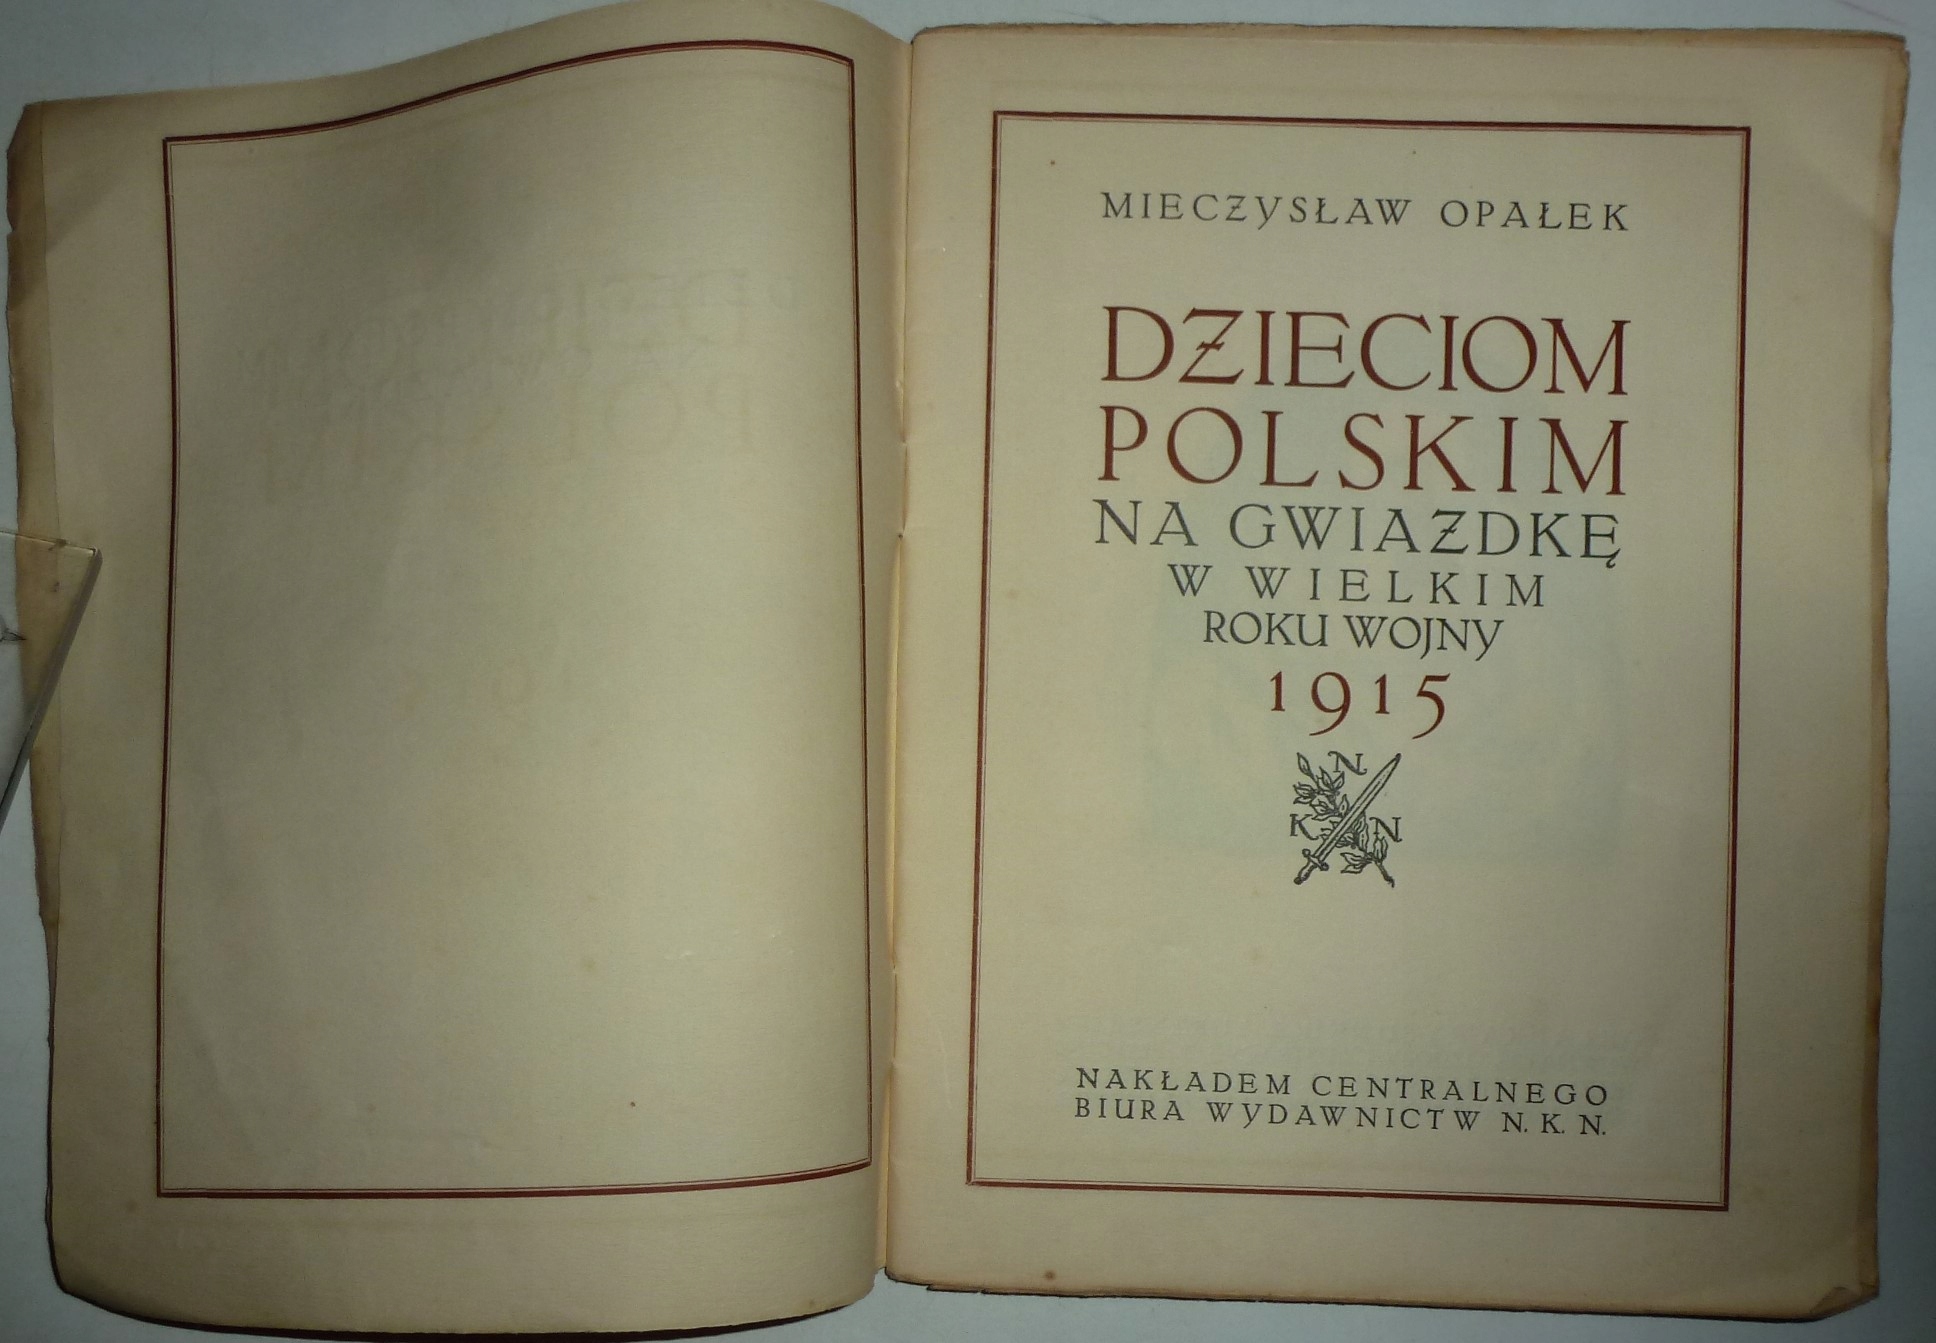 MIECZYSŁAW OPAŁEK
DZIECIOM
POLSKIM
NA GWIAZDKĘ
W WIELKIM
ROKU WOJNY
1915
N
K N
NAKŁADEM CENTRALNEGO
BIURA WYDAWNICTW N. K. N.